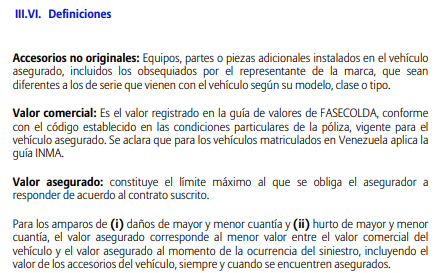 III.VI. Definiciones
Accesorios no originales: Equipos, partes o piezas adicionales instalados en el vehículo
asegurado, incluidos los obsequiados por el representante de la marca, que sean
diferentes a los de serie que vienen con el vehículo según su modelo, clase o tipo.
Valor comercial: Es el valor registrado en la guía de valores de FASECOLDA, conforme
con el código establecido en las condiciones particulares de la póliza, vigente para el
vehículo asegurado. Se aclara que para los vehículos matriculados en Venezuela aplica la
guía INMA.
Valor asegurado: constituye el límite máximo al que se obliga el asegurador a
responder de acuerdo al contrato suscrito.
Para los amparos de (i) daños de mayor y menor cuantía y (ii) hurto de mayor y menor
cuantía, el valor asegurado corresponde al menor valor entre el valor comercial del
vehículo y el valor asegurado al momento de la ocurrencia del siniestro, incluyendo el
valor de los accesorios del vehículo, siempre y cuando se encuentren asegurados.